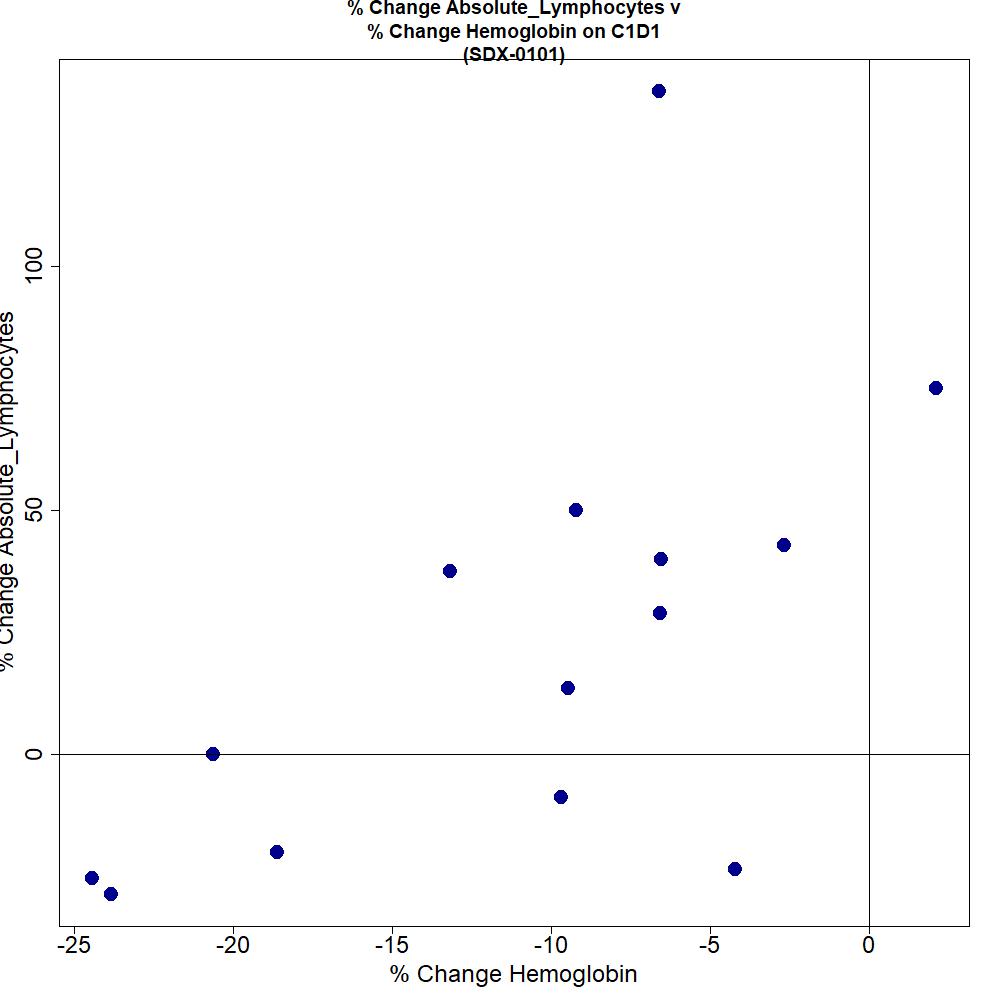 % Change Absolute_Lymphocytes v
% Change Hemoglobin on C1D1
(SDX-0101)
% Change Absolute_Lymphocytes
100
50
0
-25 -20 -15 -10 -5 0
% Change Hemoglobin